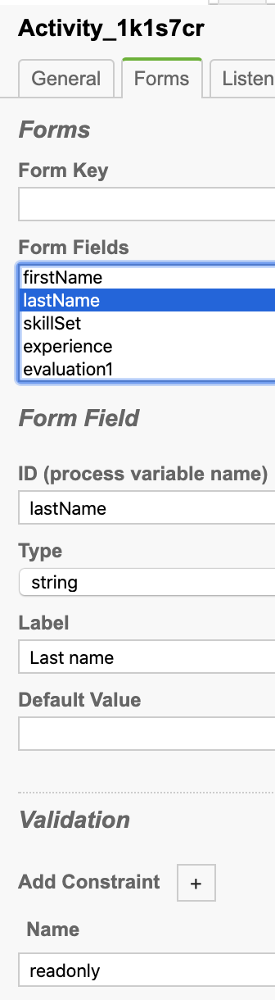 Activity_1k1s7cr
General Forms Listen
Forms
Form Key
Form Fields
firstName
lastName
skillSet
experience
evaluation1
Form Field
ID (process variable name)
lastName
Type
string
Label
Last name
Default Value
Validation
Add Constraint +
Name
readonly